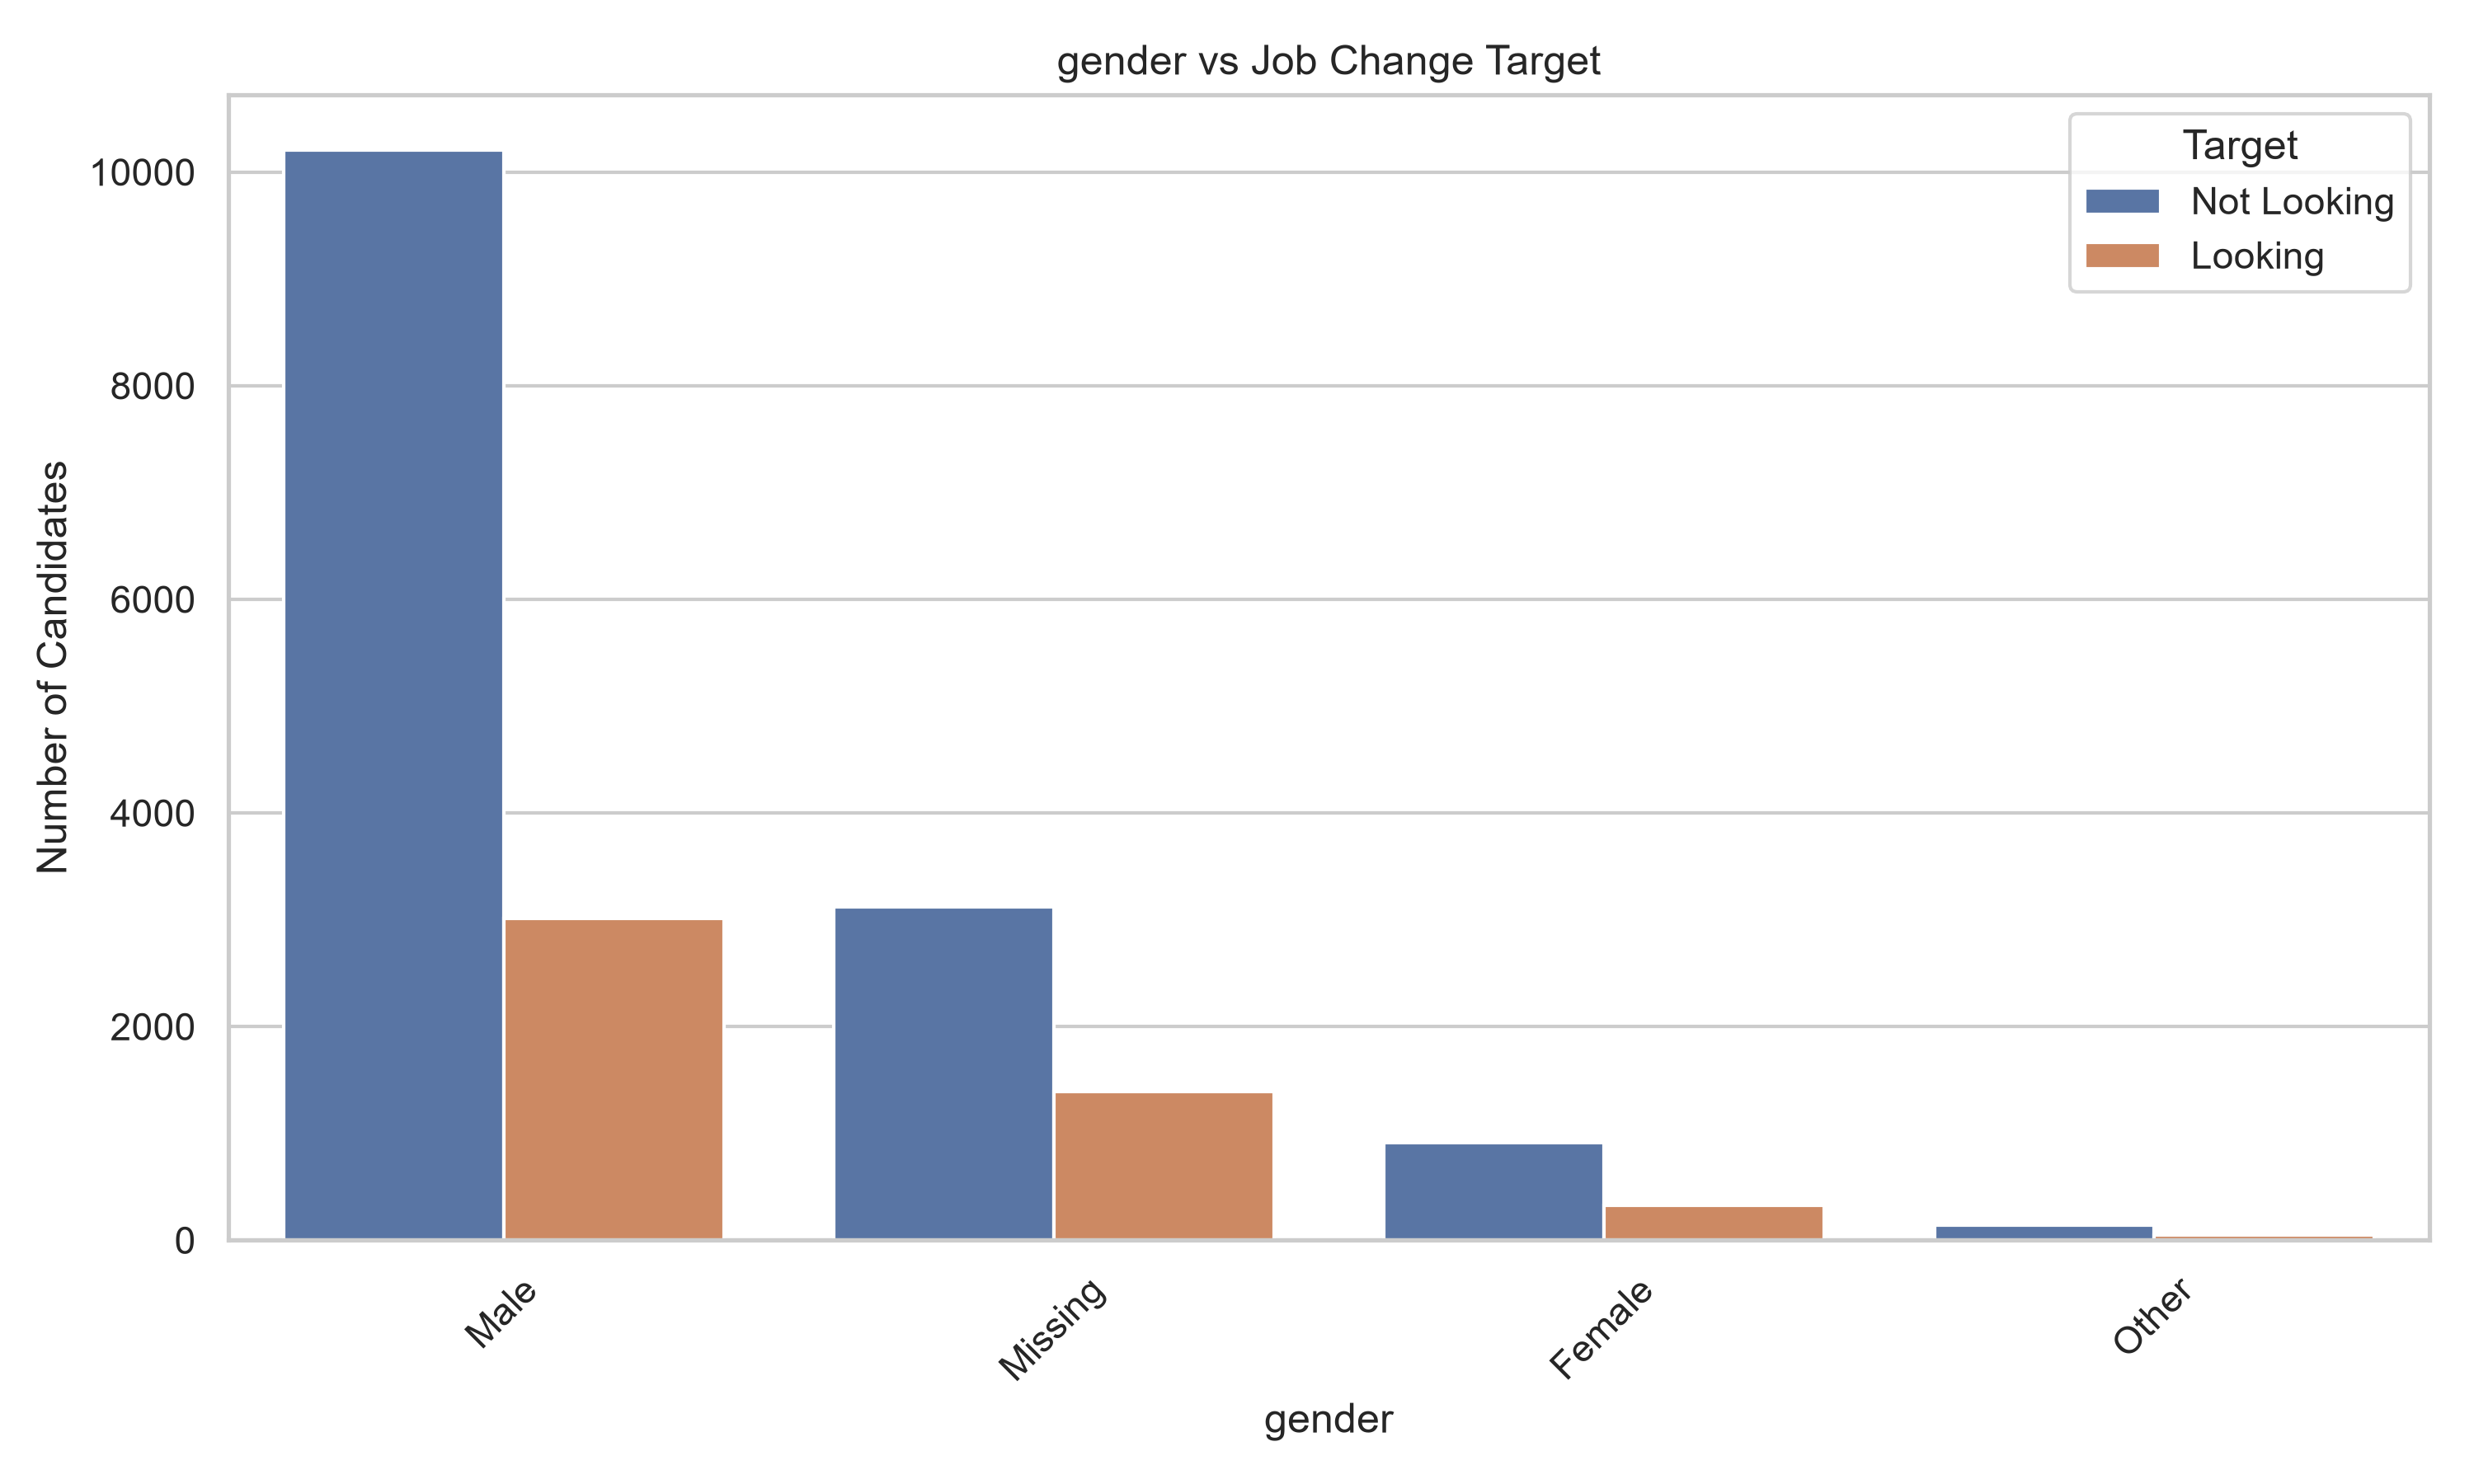 gender vs Job Change Target
Target
Not Looking
Looking
Number of Candidates
10000
8000
6000
4000
2000
0
Male
Missing
Female
Other
gender